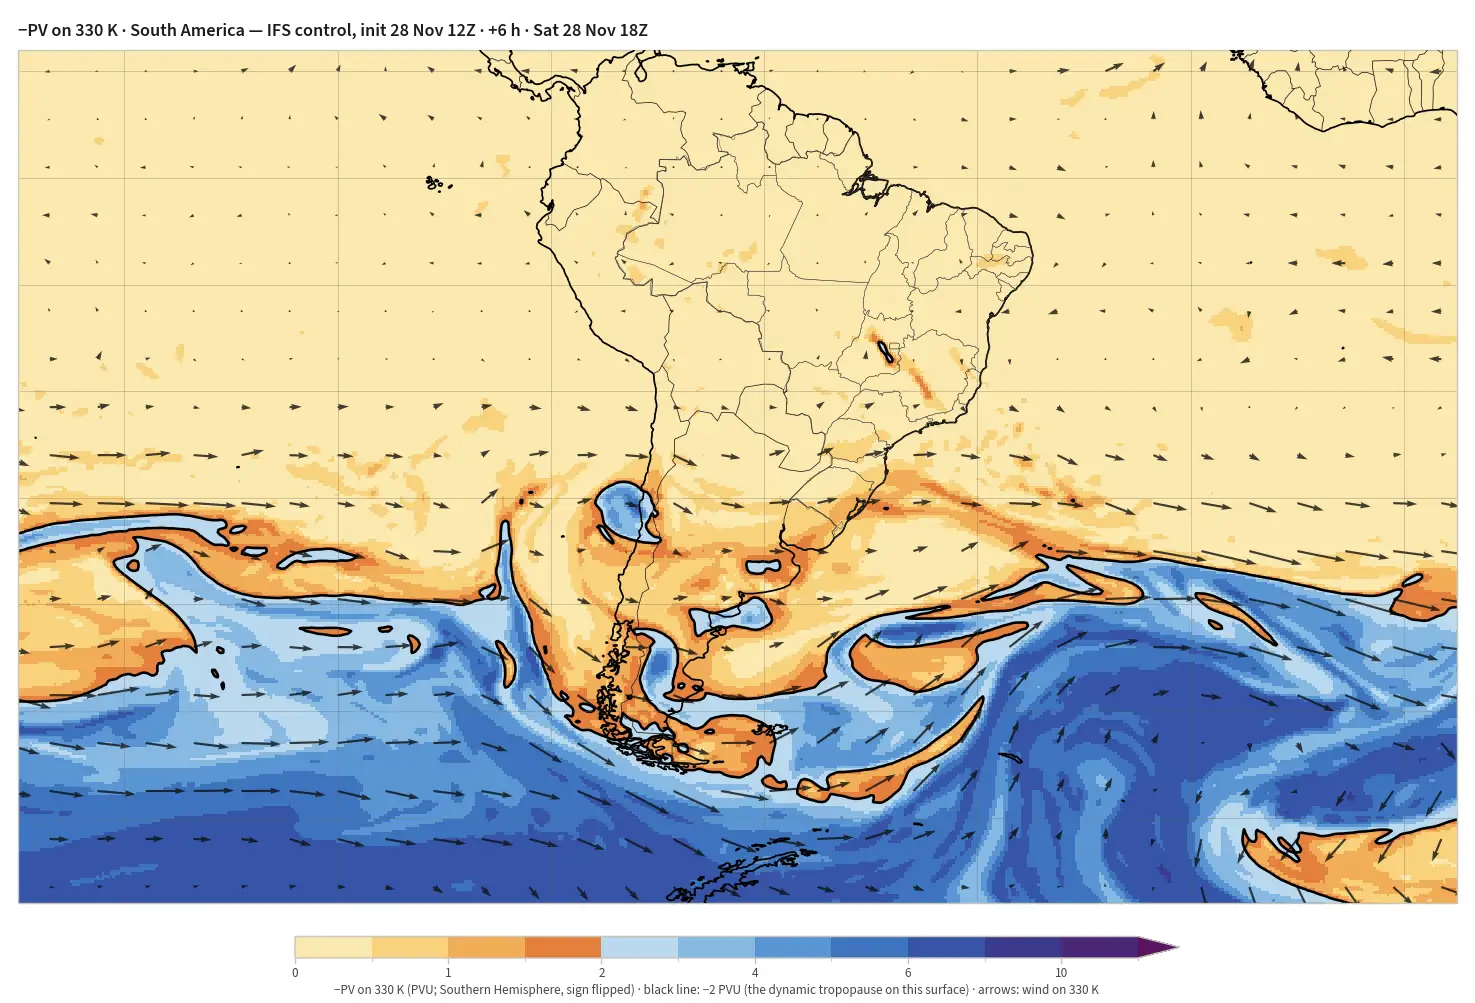 −PV on 330 K · South America — IFS control, init 28 Nov 12Z · +6 h · Sat 28 Nov 18Z
0 1 2 4 6 10
−PV on 330 K (PVU; Southern Hemisphere, sign flipped) · black line: −2 PVU (the dynamic tropopause on this surface) · arrows: wind on 330 K